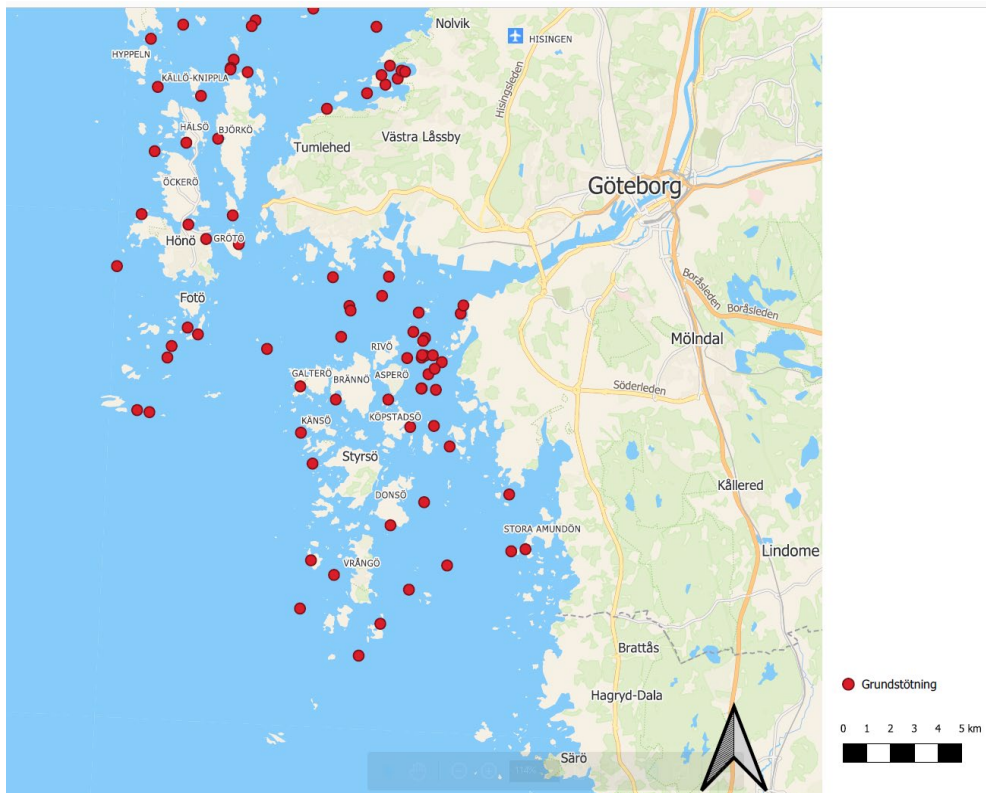 Nolvik
HISINGEN
HYPPELN
Hisingsleden
KÄLLÖ-KNIPPLA
HÄLSÖ
BJÖRKÖ
Västra Låssby
Tumlehed
ÖCKERÖ
Göteborg
Hönö
GRÖTÖ
Boråsleden
Fotö
Boråsleden
Mölndal
RIVÖ
GALTERÖ
BRÄNNÖ
ASPERÖ
Söderleden
KÄNSÖ
KÖPSTADSÖ
Styrsö
Kållered
DONSÖ
STORA AMUNDÖN
Lindome
VRÅNGÖ
Brattås
Grundstötning
Hagryd-Dala
0 1 2 3 4 5 km
Särö
114%